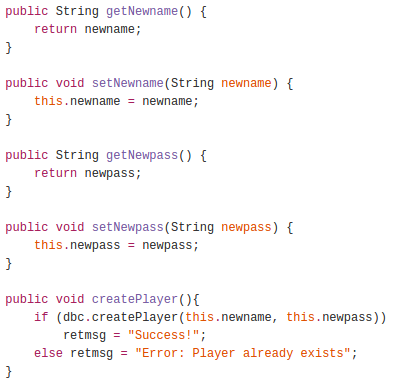 public String getNewname() {
    return newname;
}

public void setNewname(String newname) {
    this.newname = newname;
}

public String getNewpass() {
    return newpass;
}

public void setNewpass(String newpass) {
    this.newpass = newpass;
}

public void createPlayer(){
    if (dbc.createPlayer(this.newname, this.newpass))
        retmsg = "Success!";
    else retmsg = "Error: Player already exists";
}